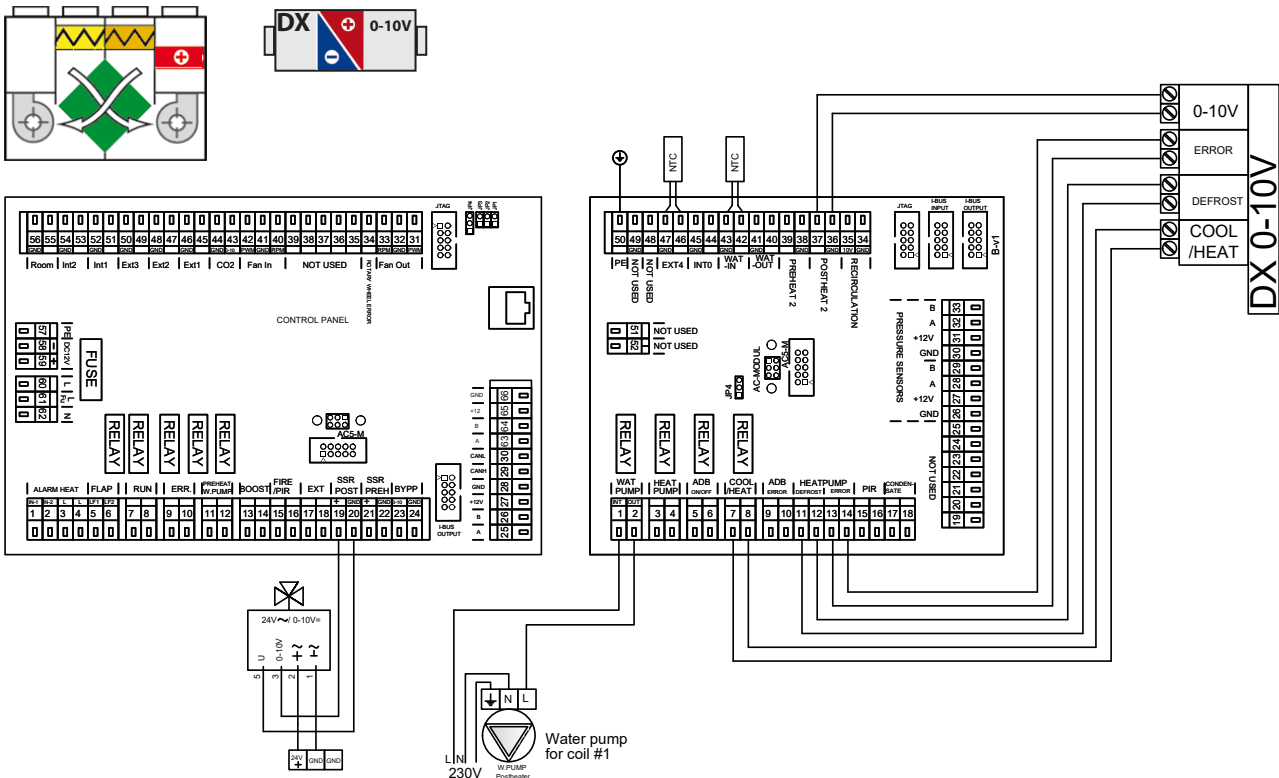 DX 0-10V
0-10V
ERROR
DEFROST
COOL
/HEAT
DX 0-10V
NTC
NTC
JTAG
JP4
56 55 54 53 52 51 50 49 48 47 46 45 44 43 42 41 40 39 38 37 36 35 34 33 32 31
GND GND GND GND GND GND 0-10 PWM GND RPM RPM GND PWM
Room Int2 Int1 Ext3 Ext2 Ext1 CO2 Fan In NOT USED ROTARY WHEEL ERROR Fan Out
CONTROL PANEL
57 58 59
PE
DC12V
- +
FUSE
60 61 62
L L Fu N
RELAY RELAY RELAY RELAY RELAY
AC5-M
GND 66
+12 65
B 64
A 63
CANL 30
CANH 29
GND 28
+12V 27
B 26
A 25
I-BUS
OUTPUT
ALARM HEAT FLAP RUN ERR. PREHEAT W.PUMP BOOST FIRE /PIR EXT SSR POST SSR PREH BYPP
IN-1 IN-2 L L LF1 LF2 + GND + GND 0-10 GND
1 2 3 4 5 6 7 8 9 10 11 12 13 14 15 16 17 18 19 20 21 22 23 24
24V~/ 0-10V=
U 0-10V + ~ - ~
5 3 2 1
24V + GND GND
50 49 48 47 46 45 44 43 42 41 40 39 38 37 36 35 34
GND GND GND GND GND GND 10V GND
PE NOT USED NOT USED EXT4 INT0 WAT -IN WAT -OUT PREHEAT 2 POSTHEAT 2 RECIRCULATION
JTAG
I-BUS
INPUT
I-BUS
OUTPUT
B-v1
51 NOT USED
52 NOT USED
AC-MODUL
AC5-M
JP4
PRESSURE SENSORS
B 33
A 32
+12V 31
GND 30
B 29
A 28
+12V 27
GND 26
25
24
23
22
21
20
19
NOT USED
RELAY RELAY RELAY RELAY
WAT PUMP HEAT PUMP ADB ON/OFF COOL /HEAT ADB ERROR HEATPUMP DEFROST ERROR PIR CONDEN- SATE
INT OUT
1 2 3 4 5 6 7 8 9 10 11 12 13 14 15 16 17 18
N L
L N
230V
W.PUMP
Postheater
Water pump
for coil #1